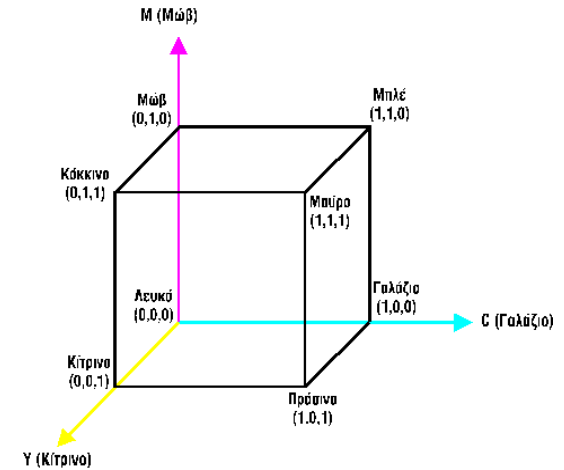 M (Μώβ)
Μώβ
(0,1,0)
Μπλέ
(1,1,0)
Κόκκινο
(0,1,1)
Μαύρο
(1,1,1)
Λευκό
(0,0,0)
Γαλάζιο
(1,0,0)
C (Γαλάζιο)
Κίτρινο
(0,0,1)
Πράσινο
(1.0,1)
Y (Κίτρινο)